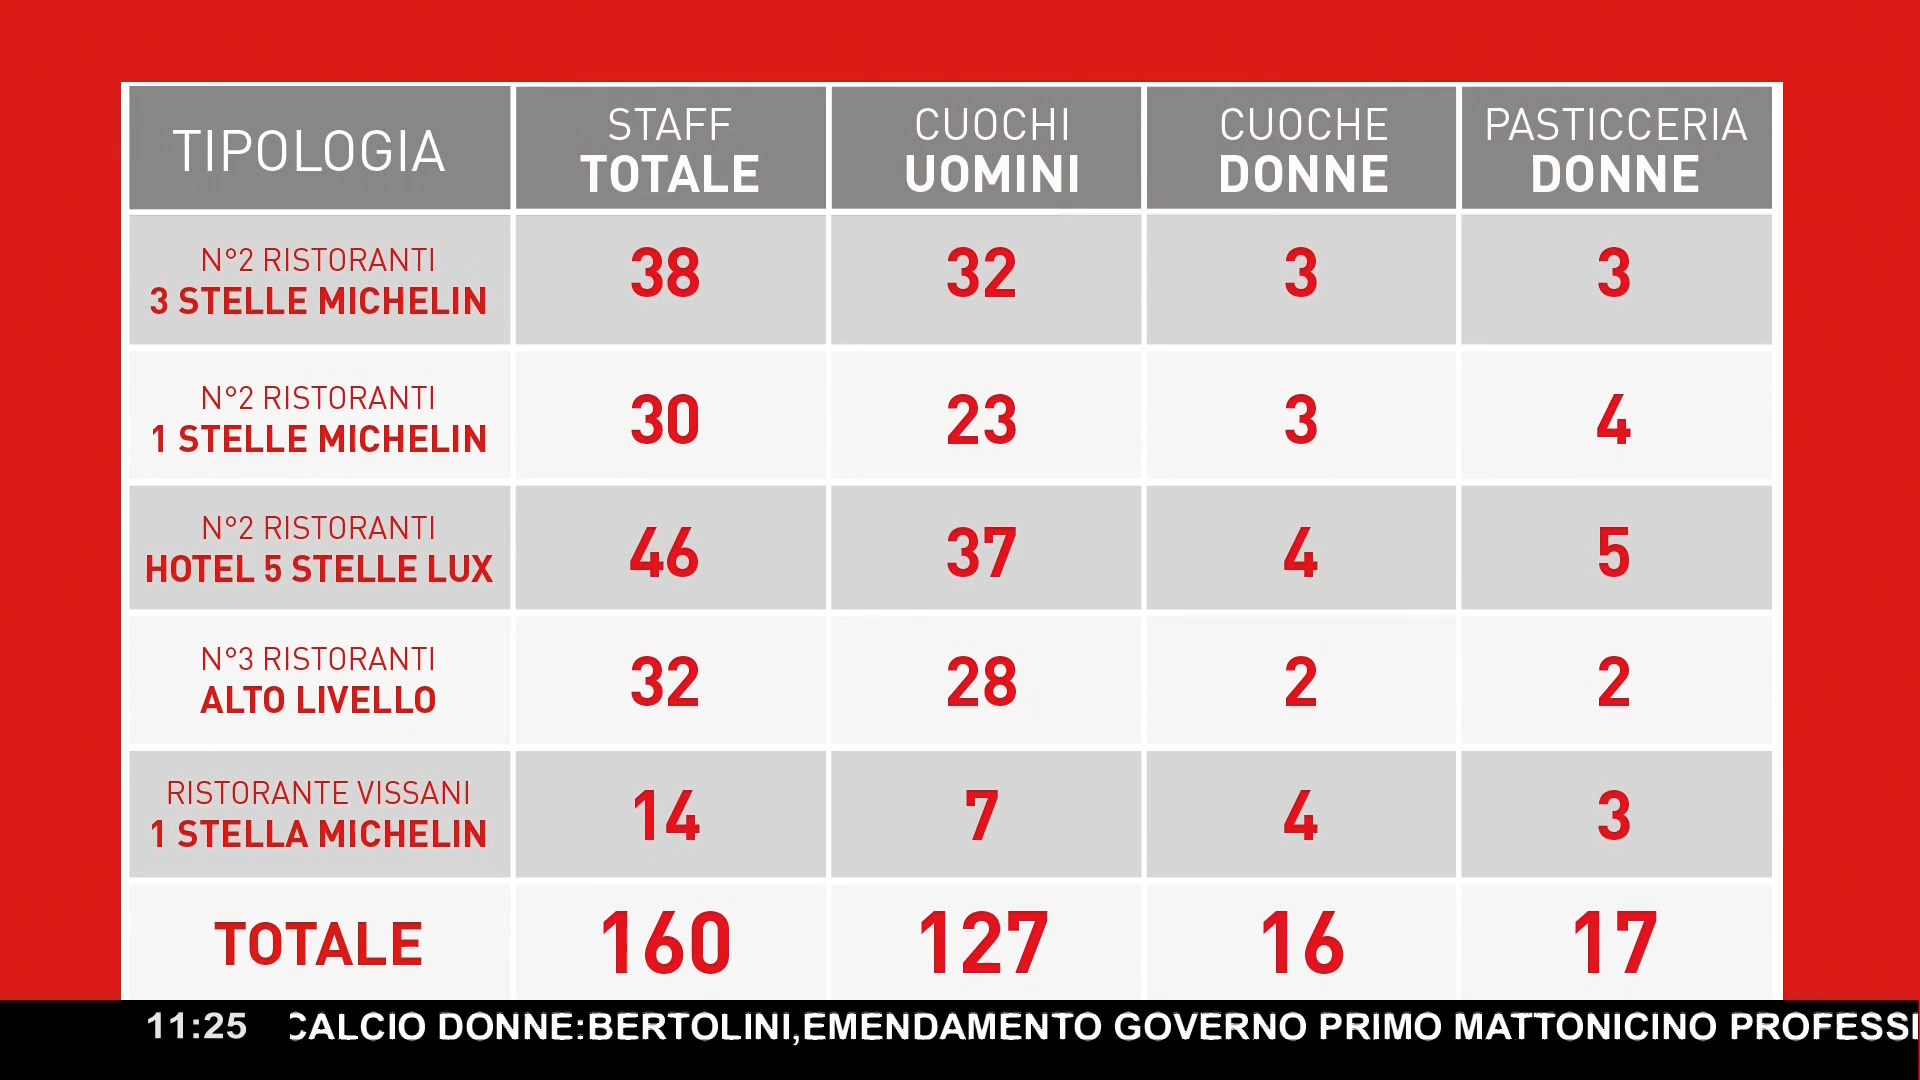 TIPOLOGIA
STAFF
TOTALE
CUOCHI
UOMINI
CUOCHE
DONNE
PASTICCERIA
DONNE
N°2 RISTORANTI
3 STELLE MICHELIN
38
32
3
3
N°2 RISTORANTI
1 STELLE MICHELIN
30
23
3
4
N°2 RISTORANTI
HOTEL 5 STELLE LUX
46
37
4
5
N°3 RISTORANTI
ALTO LIVELLO
32
28
2
2
RISTORANTE VISSANI
1 STELLA MICHELIN
14
7
4
3
TOTALE
160
127
16
17
11:25 CALCIO DONNE:BERTOLINI,EMENDAMENTO GOVERNO PRIMO MATTONICINO PROFESSI